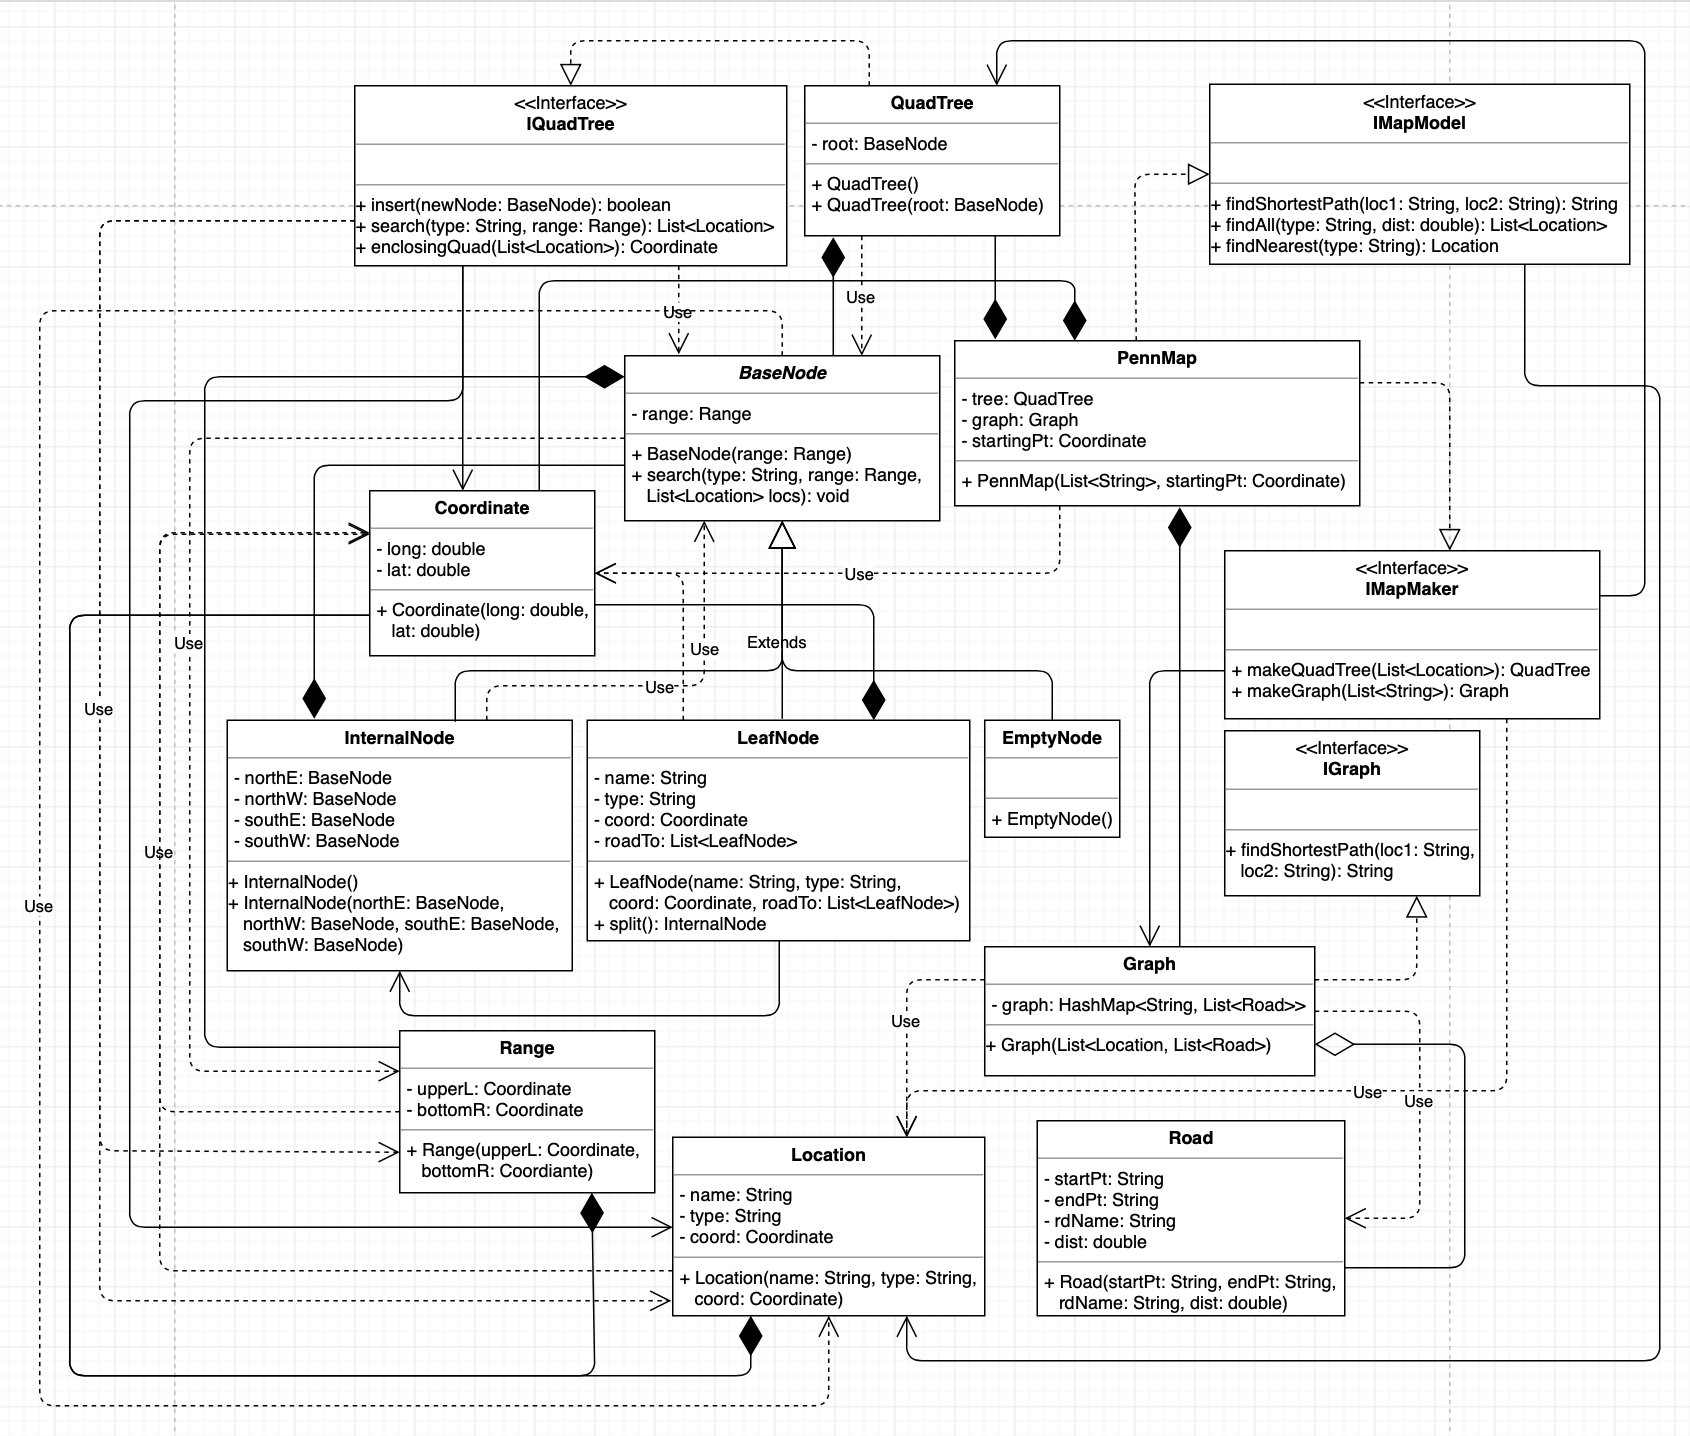 <<Interface>>
IQuadTree
+ insert(newNode: BaseNode): boolean
+ search(type: String, range: Range): List<Location>
+ enclosingQuad(List<Location>): Coordinate
QuadTree
- root: BaseNode
+ QuadTree()
+ QuadTree(root: BaseNode)
<<Interface>>
IMapModel
+ findShortestPath(loc1: String, loc2: String): String
+ findAll(type: String, dist: double): List<Location>
+ findNearest(type: String): Location
Use
Use
BaseNode
- range: Range
+ BaseNode(range: Range)
+ search(type: String, range: Range,
List<Location> locs): void
PennMap
- tree: QuadTree
- graph: Graph
- startingPt: Coordinate
+ PennMap(List<String>, startingPt: Coordinate)
Coordinate
- long: double
- lat: double
+ Coordinate(long: double,
lat: double)
Use
<<Interface>>
IMapMaker
+ makeQuadTree(List<Location>): QuadTree
+ makeGraph(List<String>): Graph
Use
Use
Extends
Use
Use
Use
Use
InternalNode
- northE: BaseNode
- northW: BaseNode
- southE: BaseNode
- southW: BaseNode
+ InternalNode()
+ InternalNode(northE: BaseNode,
northW: BaseNode, southE: BaseNode,
southW: BaseNode)
LeafNode
- name: String
- type: String
- coord: Coordinate
- roadTo: List<LeafNode>
+ LeafNode(name: String, type: String,
coord: Coordinate, roadTo: List<LeafNode>)
+ split(): InternalNode
EmptyNode
+ EmptyNode()
<<Interface>>
IGraph
+ findShortestPath(loc1: String,
loc2: String): String
Graph
- graph: HashMap<String, List<Road>>
+ Graph(List<Location, List<Road>)
Use
Use
Use
Range
- upperL: Coordinate
- bottomR: Coordinate
+ Range(upperL: Coordinate,
bottomR: Coordiante)
Location
- name: String
- type: String
- coord: Coordinate
+ Location(name: String, type: String,
coord: Coordinate)
Road
- startPt: String
- endPt: String
- rdName: String
- dist: double
+ Road(startPt: String, endPt: String,
rdName: String, dist: double)